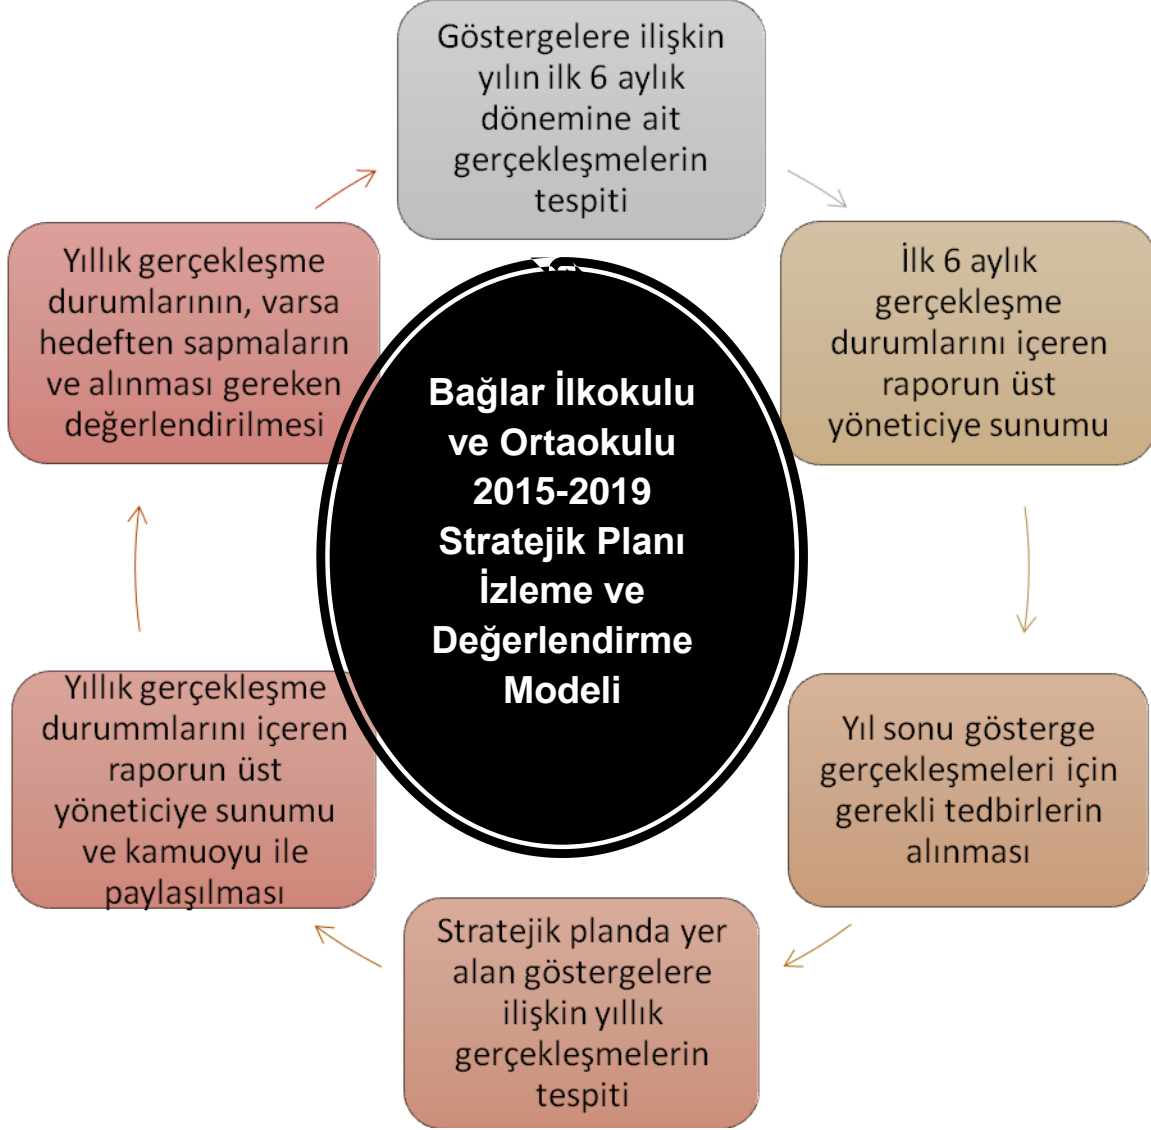 Göstergelere ilişkin
yılın ilk 6 aylık
dönemine ait
gerçekleşmelerin
tespiti
İlk 6 aylık
gerçekleşme
durumlarını içeren
raporun üst
yöneticiye sunumu
Yıl sonu gösterge
gerçekleşmeleri için
gerekli tedbirlerin
alınması
Stratejik planda yer
alan göstergelere
ilişkin yıllık
gerçekleşmelerin
tespiti
Yıllık gerçekleşme
durummlarını içeren
raporun üst
yöneticiye sunumu
ve kamuoyu ile
paylaşılması
Yıllık gerçekleşme
durumlarının, varsa
hedeften sapmaların
ve alınması gereken
değerlendirilmesi
Bağlar İlkokulu
ve Ortaokulu
2015-2019
Stratejik Planı
İzleme ve
Değerlendirme
Modeli